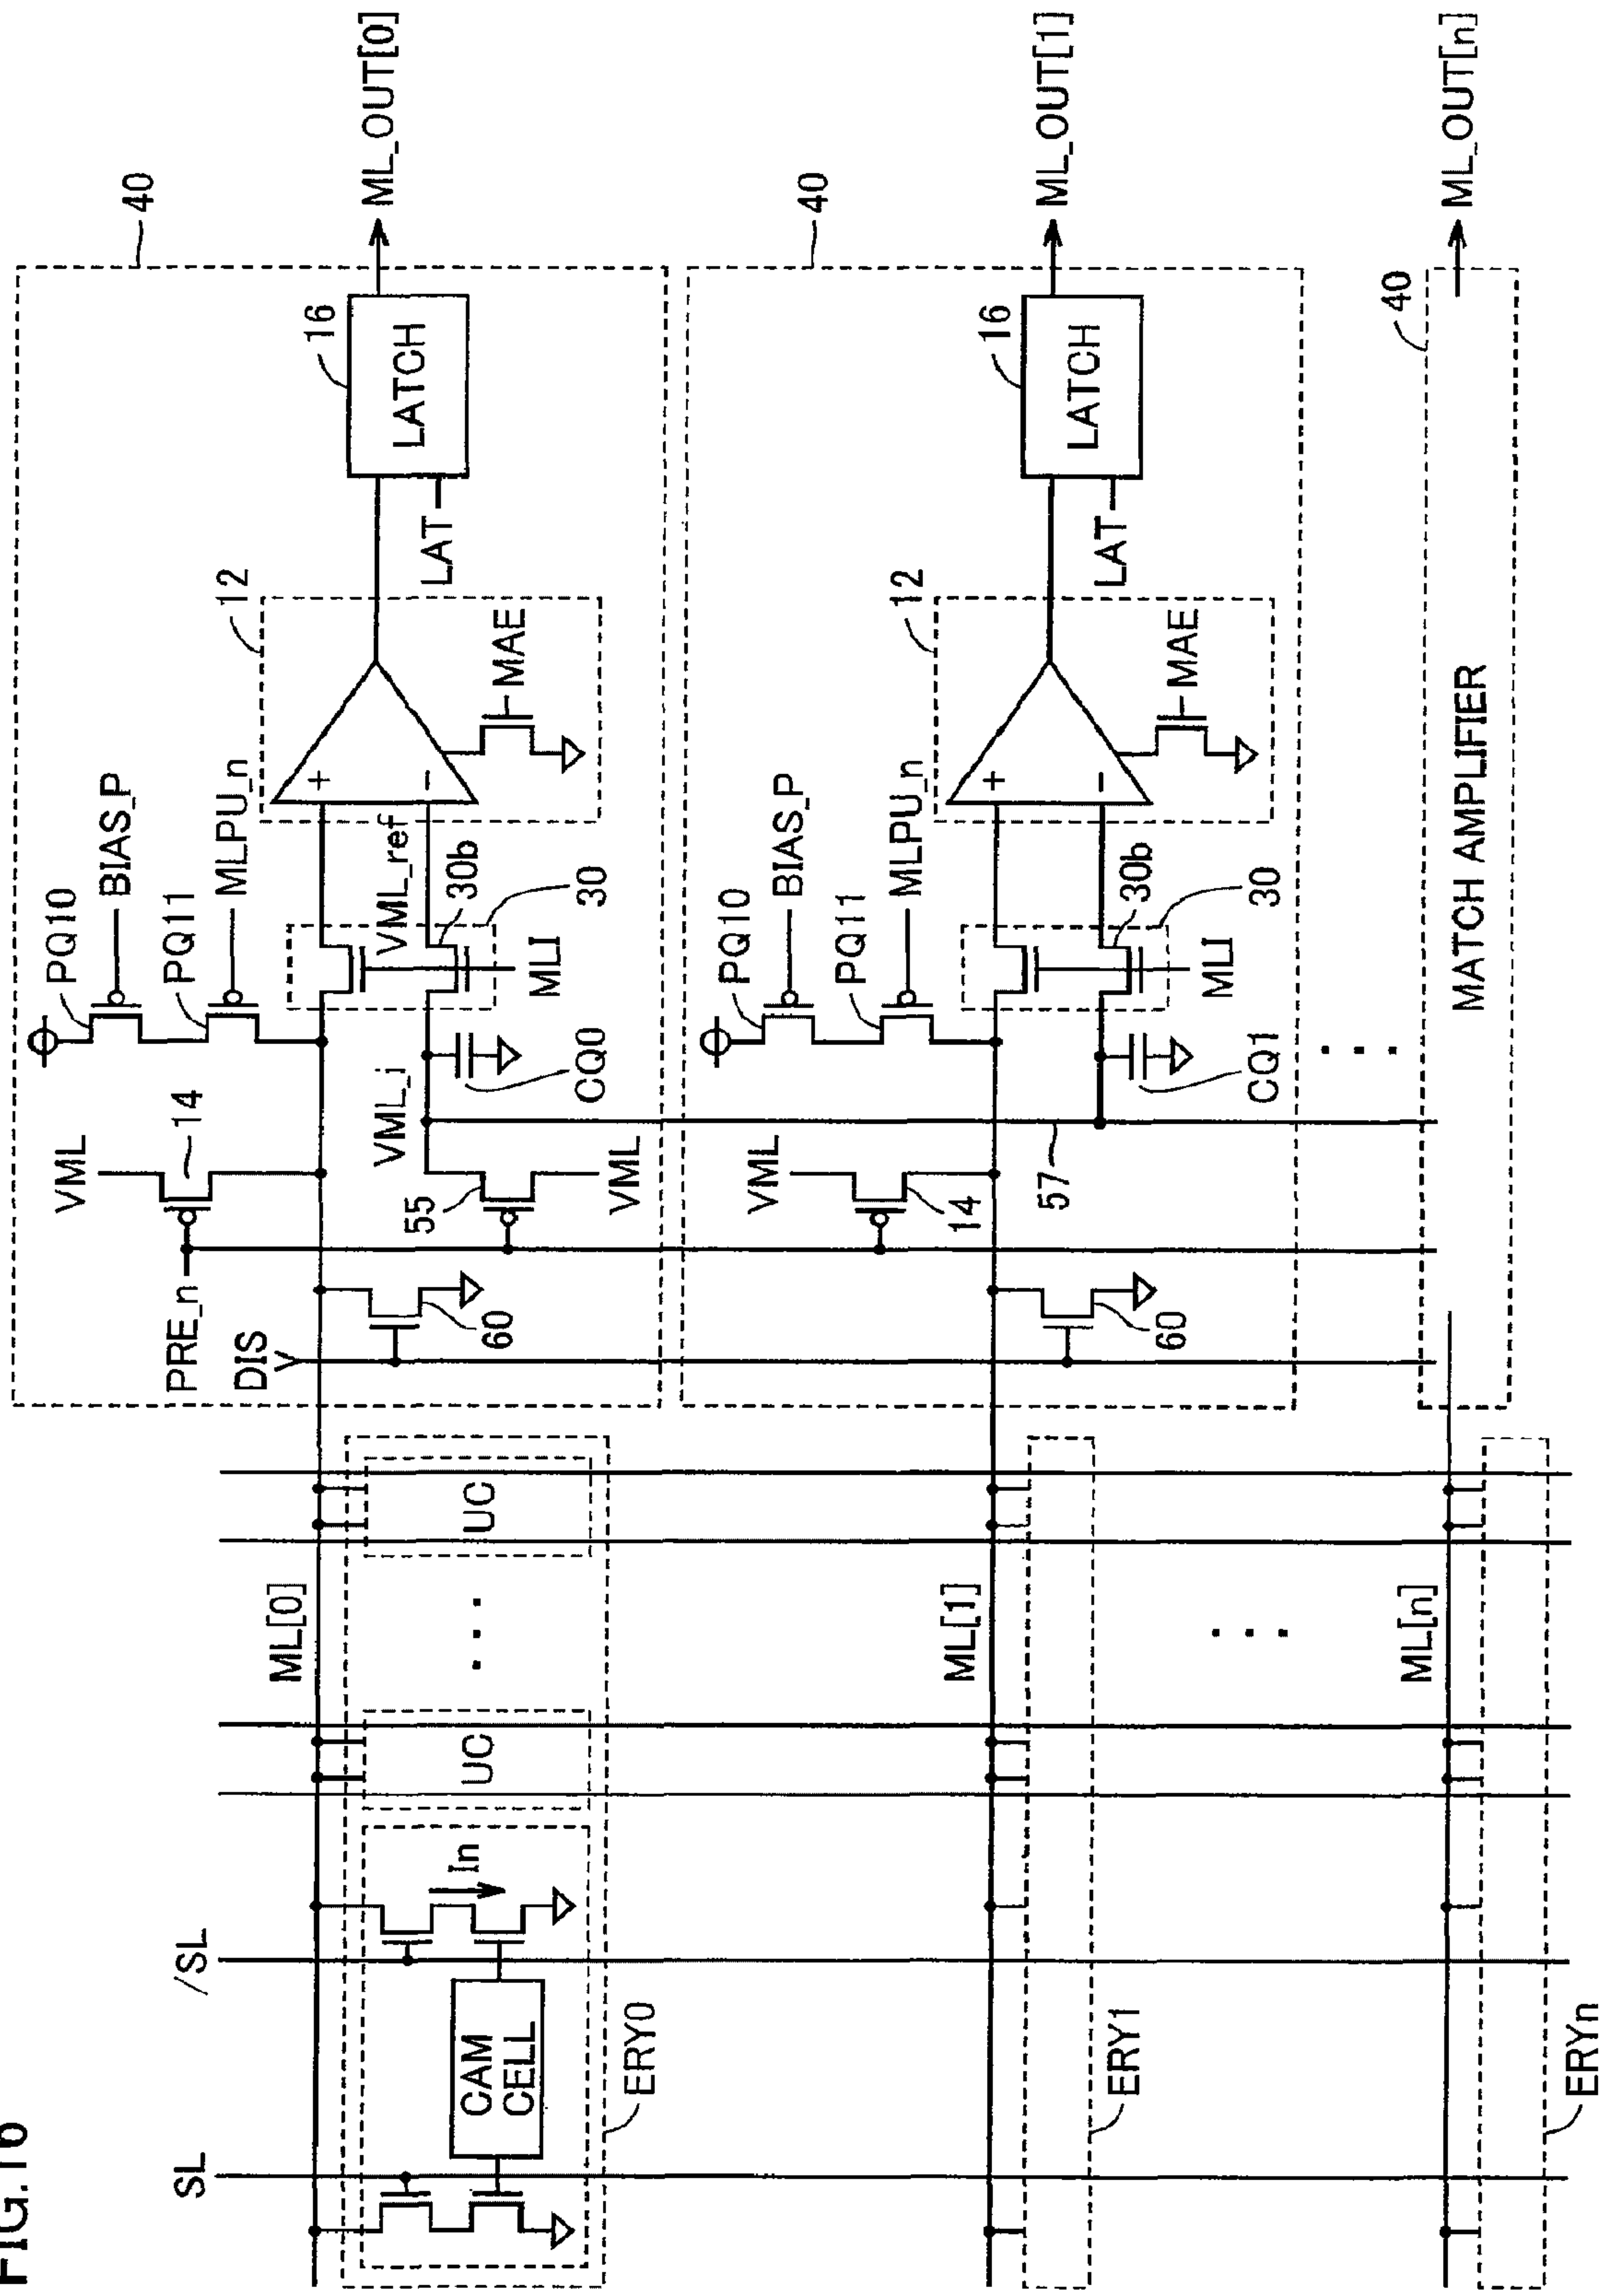 FIG.16
SL
/SL
ML[0]
CAM
CELL
In
UC
UC
ERY0
PRE_n
DIS
60
VML
14
PQ10
BIAS_P
PQ11
MLPU_n
VML_j
55
VML
CQ0
VML_ref
30b
30
MLI
12
+
−
MAE
LAT
LATCH
16
40
ML_OUT[0]
ML[1]
ERY1
60
VML
14
57
PQ10
BIAS_P
PQ11
MLPU_n
CQ1
30b
30
MLI
12
+
−
MAE
LAT
LATCH
16
40
ML_OUT[1]
ML[n]
ERYn
MATCH AMPLIFIER
40
ML_OUT[n]